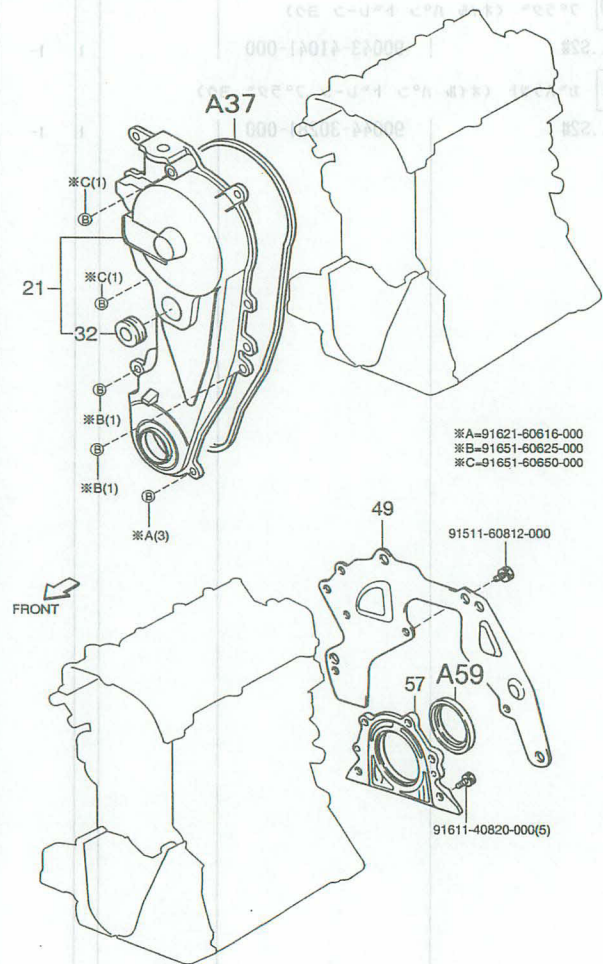 A37
※C(1)
B
21
※C(1)
B
32
B
※B(1)
B
※B(1)
B
※A(3)
※A=91621-60616-000
※B=91651-60625-000
※C=91651-60650-000
49
91511-60812-000
FRONT
57
A59
91611-40820-000(5)